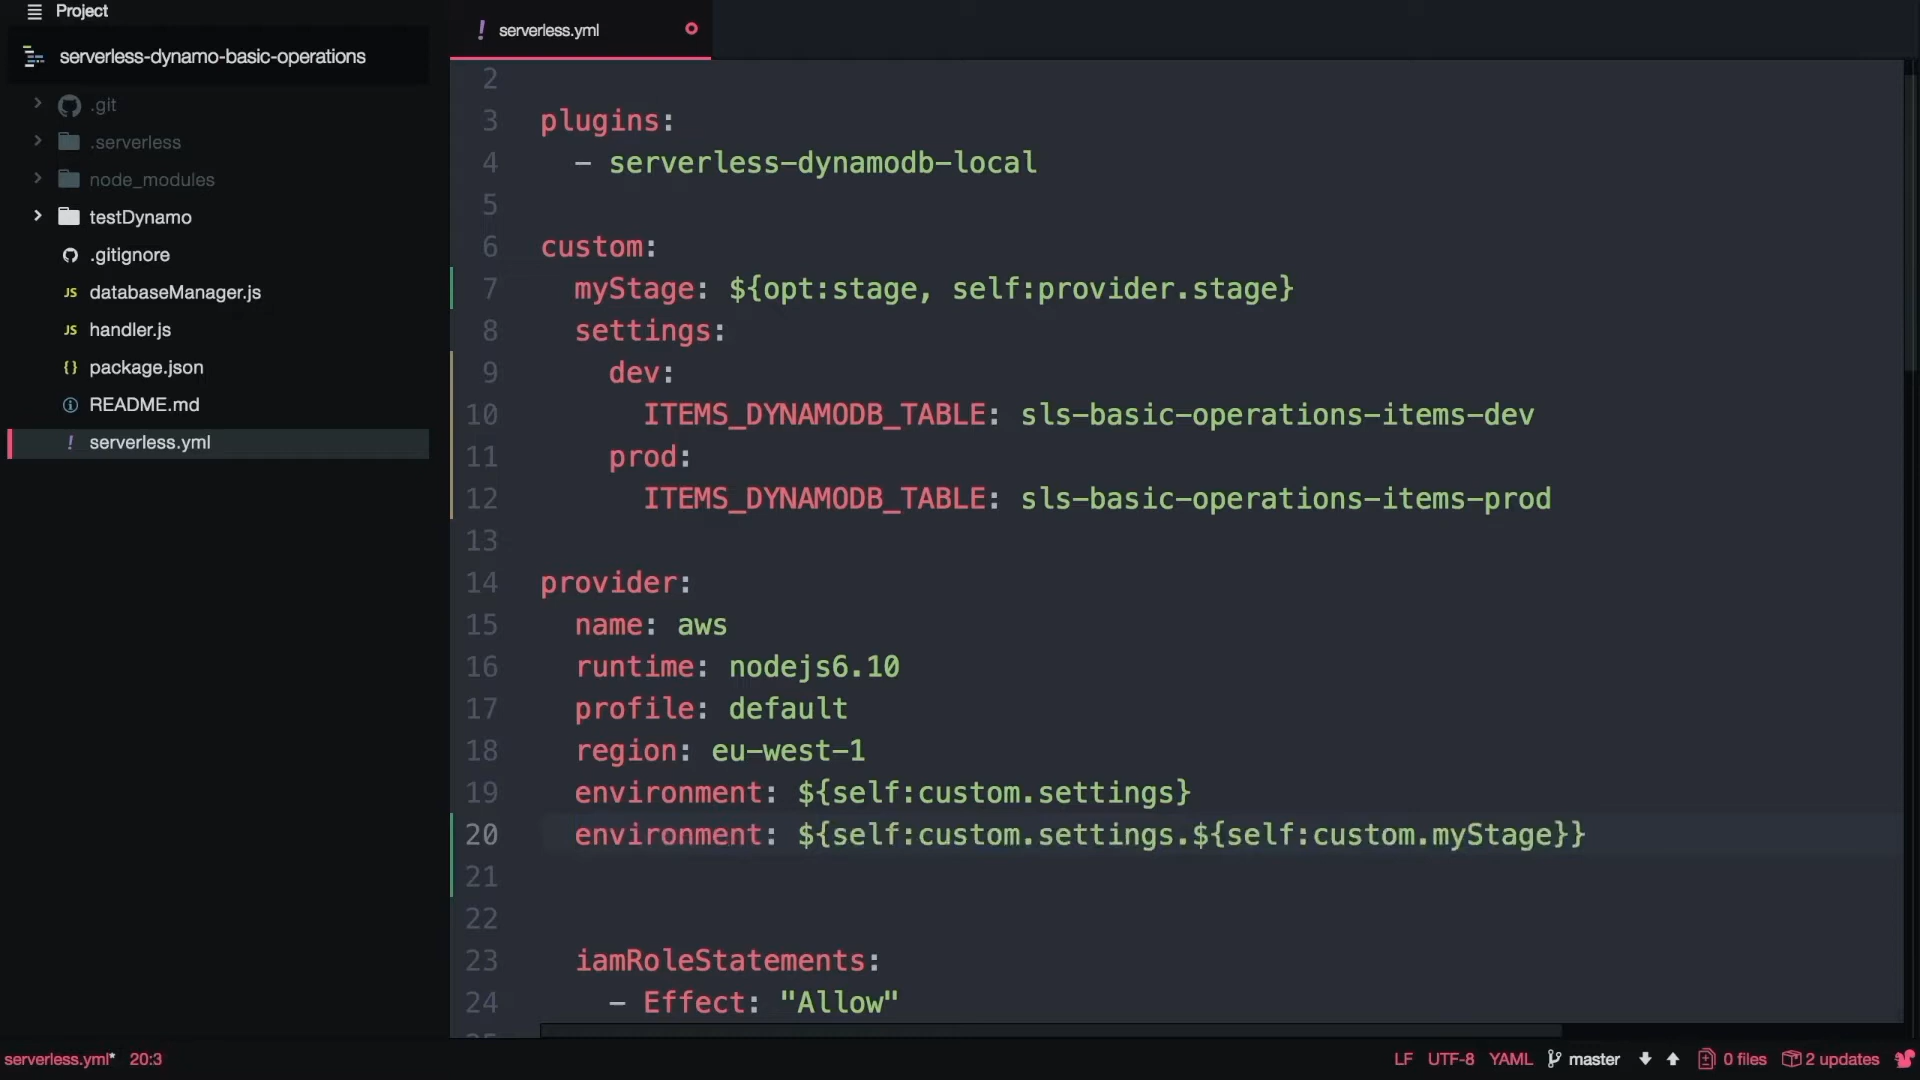 Project
serverless-dynamo-basic-operations
.git
.serverless
node_modules
testDynamo
.gitignore
JS databaseManager.js
JS handler.js
{} package.json
README.md
! serverless.yml
! serverless.yml
2
3 plugins:
4 - serverless-dynamodb-local
5
6 custom:
7 myStage: ${opt:stage, self:provider.stage}
8 settings:
9 dev:
10 ITEMS_DYNAMODB_TABLE: sls-basic-operations-items-dev
11 prod:
12 ITEMS_DYNAMODB_TABLE: sls-basic-operations-items-prod
13
14 provider:
15 name: aws
16 runtime: nodejs6.10
17 profile: default
18 region: eu-west-1
19 environment: ${self:custom.settings}
20 environment: ${self:custom.settings.${self:custom.myStage}}
21
22
23 iamRoleStatements:
24 - Effect: "Allow"
serverless.yml* 20:3 LF UTF-8 YAML master 0 files 2 updates